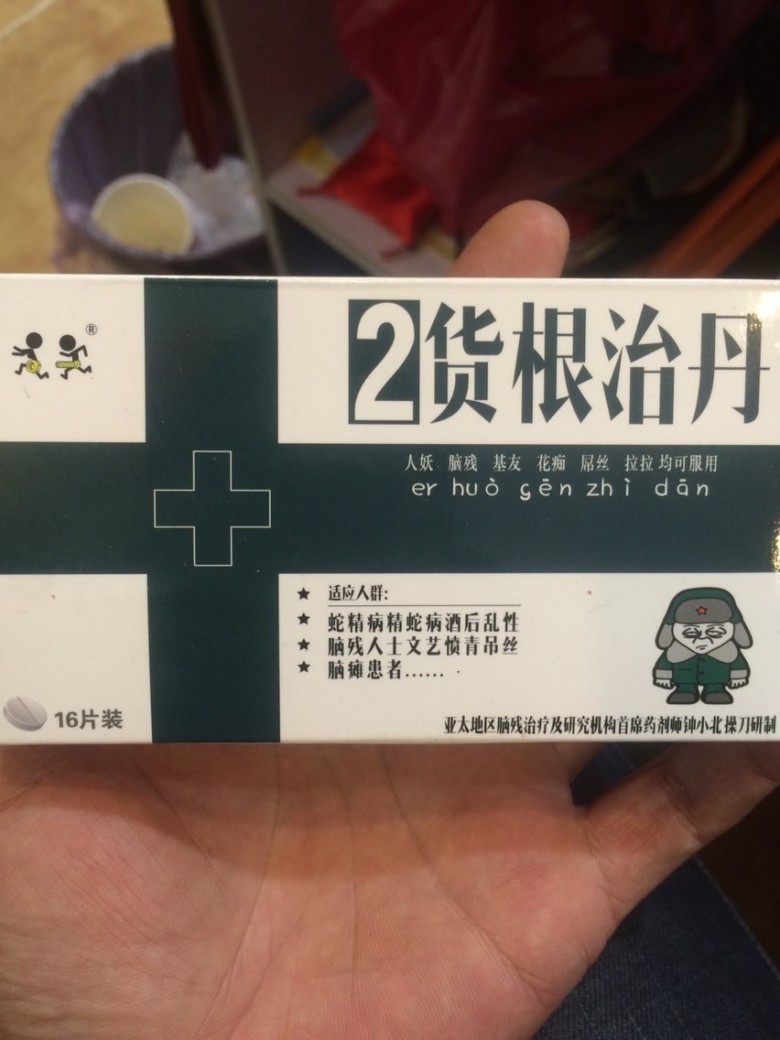 ®
2货根治丹
人妖 脑残 基友 花痴 屌丝 拉拉 均可服用
er huò gēn zhì dān
★ 适应人群:
★ 蛇精病精蛇病酒后乱性
★ 脑残人士文艺愤青吊丝
★ 脑瘫患者......
16片装
亚太地区脑残治疗及研究机构首席药剂师钟小北操刀研制